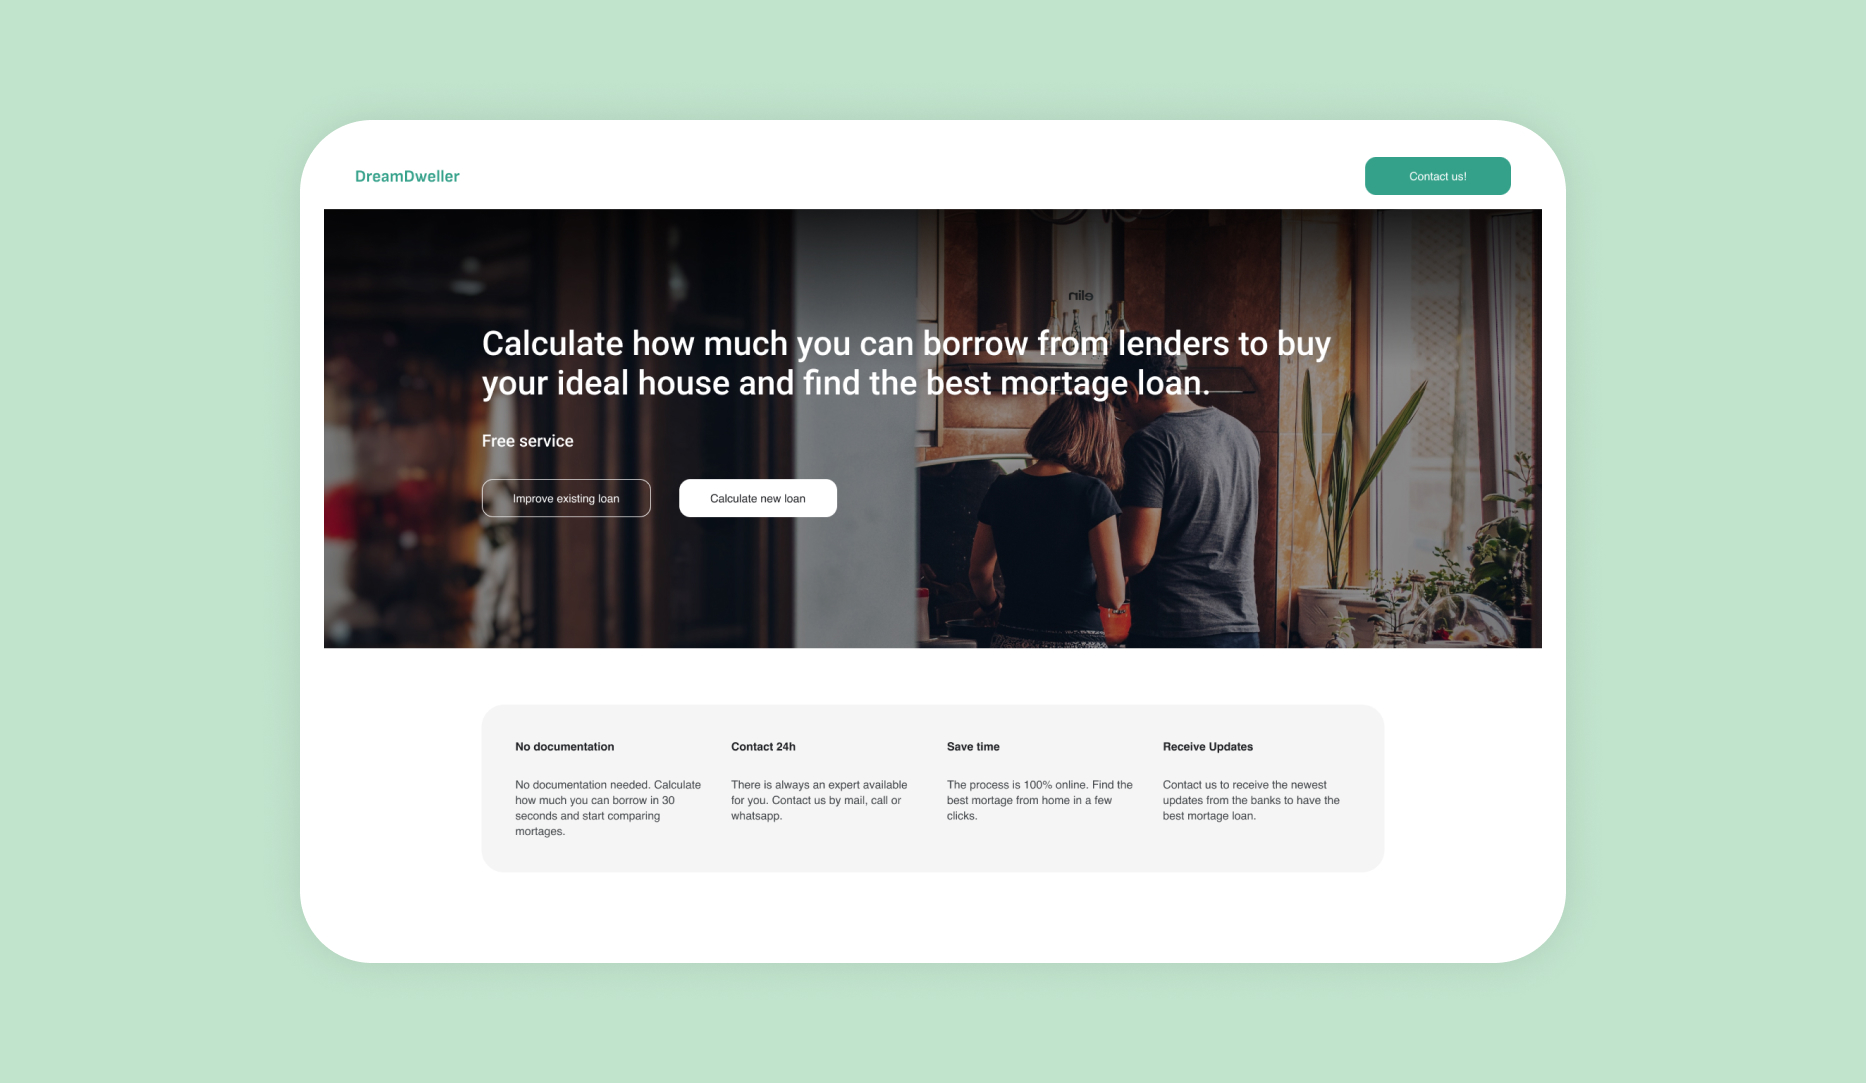 DreamDweller
Contact us!
Calculate how much you can borrow from lenders to buy
your ideal house and find the best mortage loan.
Free service
Improve existing loan
Calculate new loan
No documentation
No documentation needed. Calculate
how much you can borrow in 30
seconds and start comparing
mortages.
Contact 24h
There is always an expert available
for you. Contact us by mail, call or
whatsapp.
Save time
The process is 100% online. Find the
best mortage from home in a few
clicks.
Receive Updates
Contact us to receive the newest
updates from the banks to have the
best mortage loan.